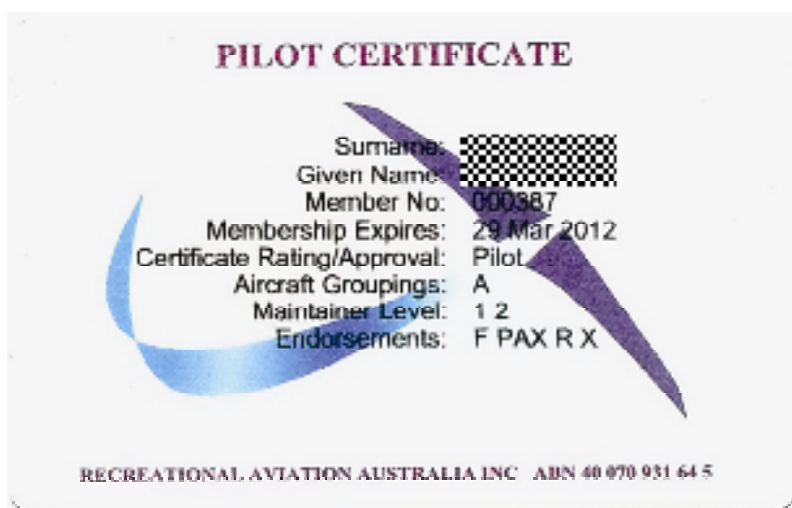 PILOT CERTIFICATE
Surname:
Given Name:
Member No: 000387
Membership Expires: 29 Mar 2012
Certificate Rating/Approval: Pilot
Aircraft Groupings: A
Maintainer Level: 1 2
Endorsements: F PAX R X
RECREATIONAL AVIATION AUSTRALIA INC ABN 40 070 931 64 5